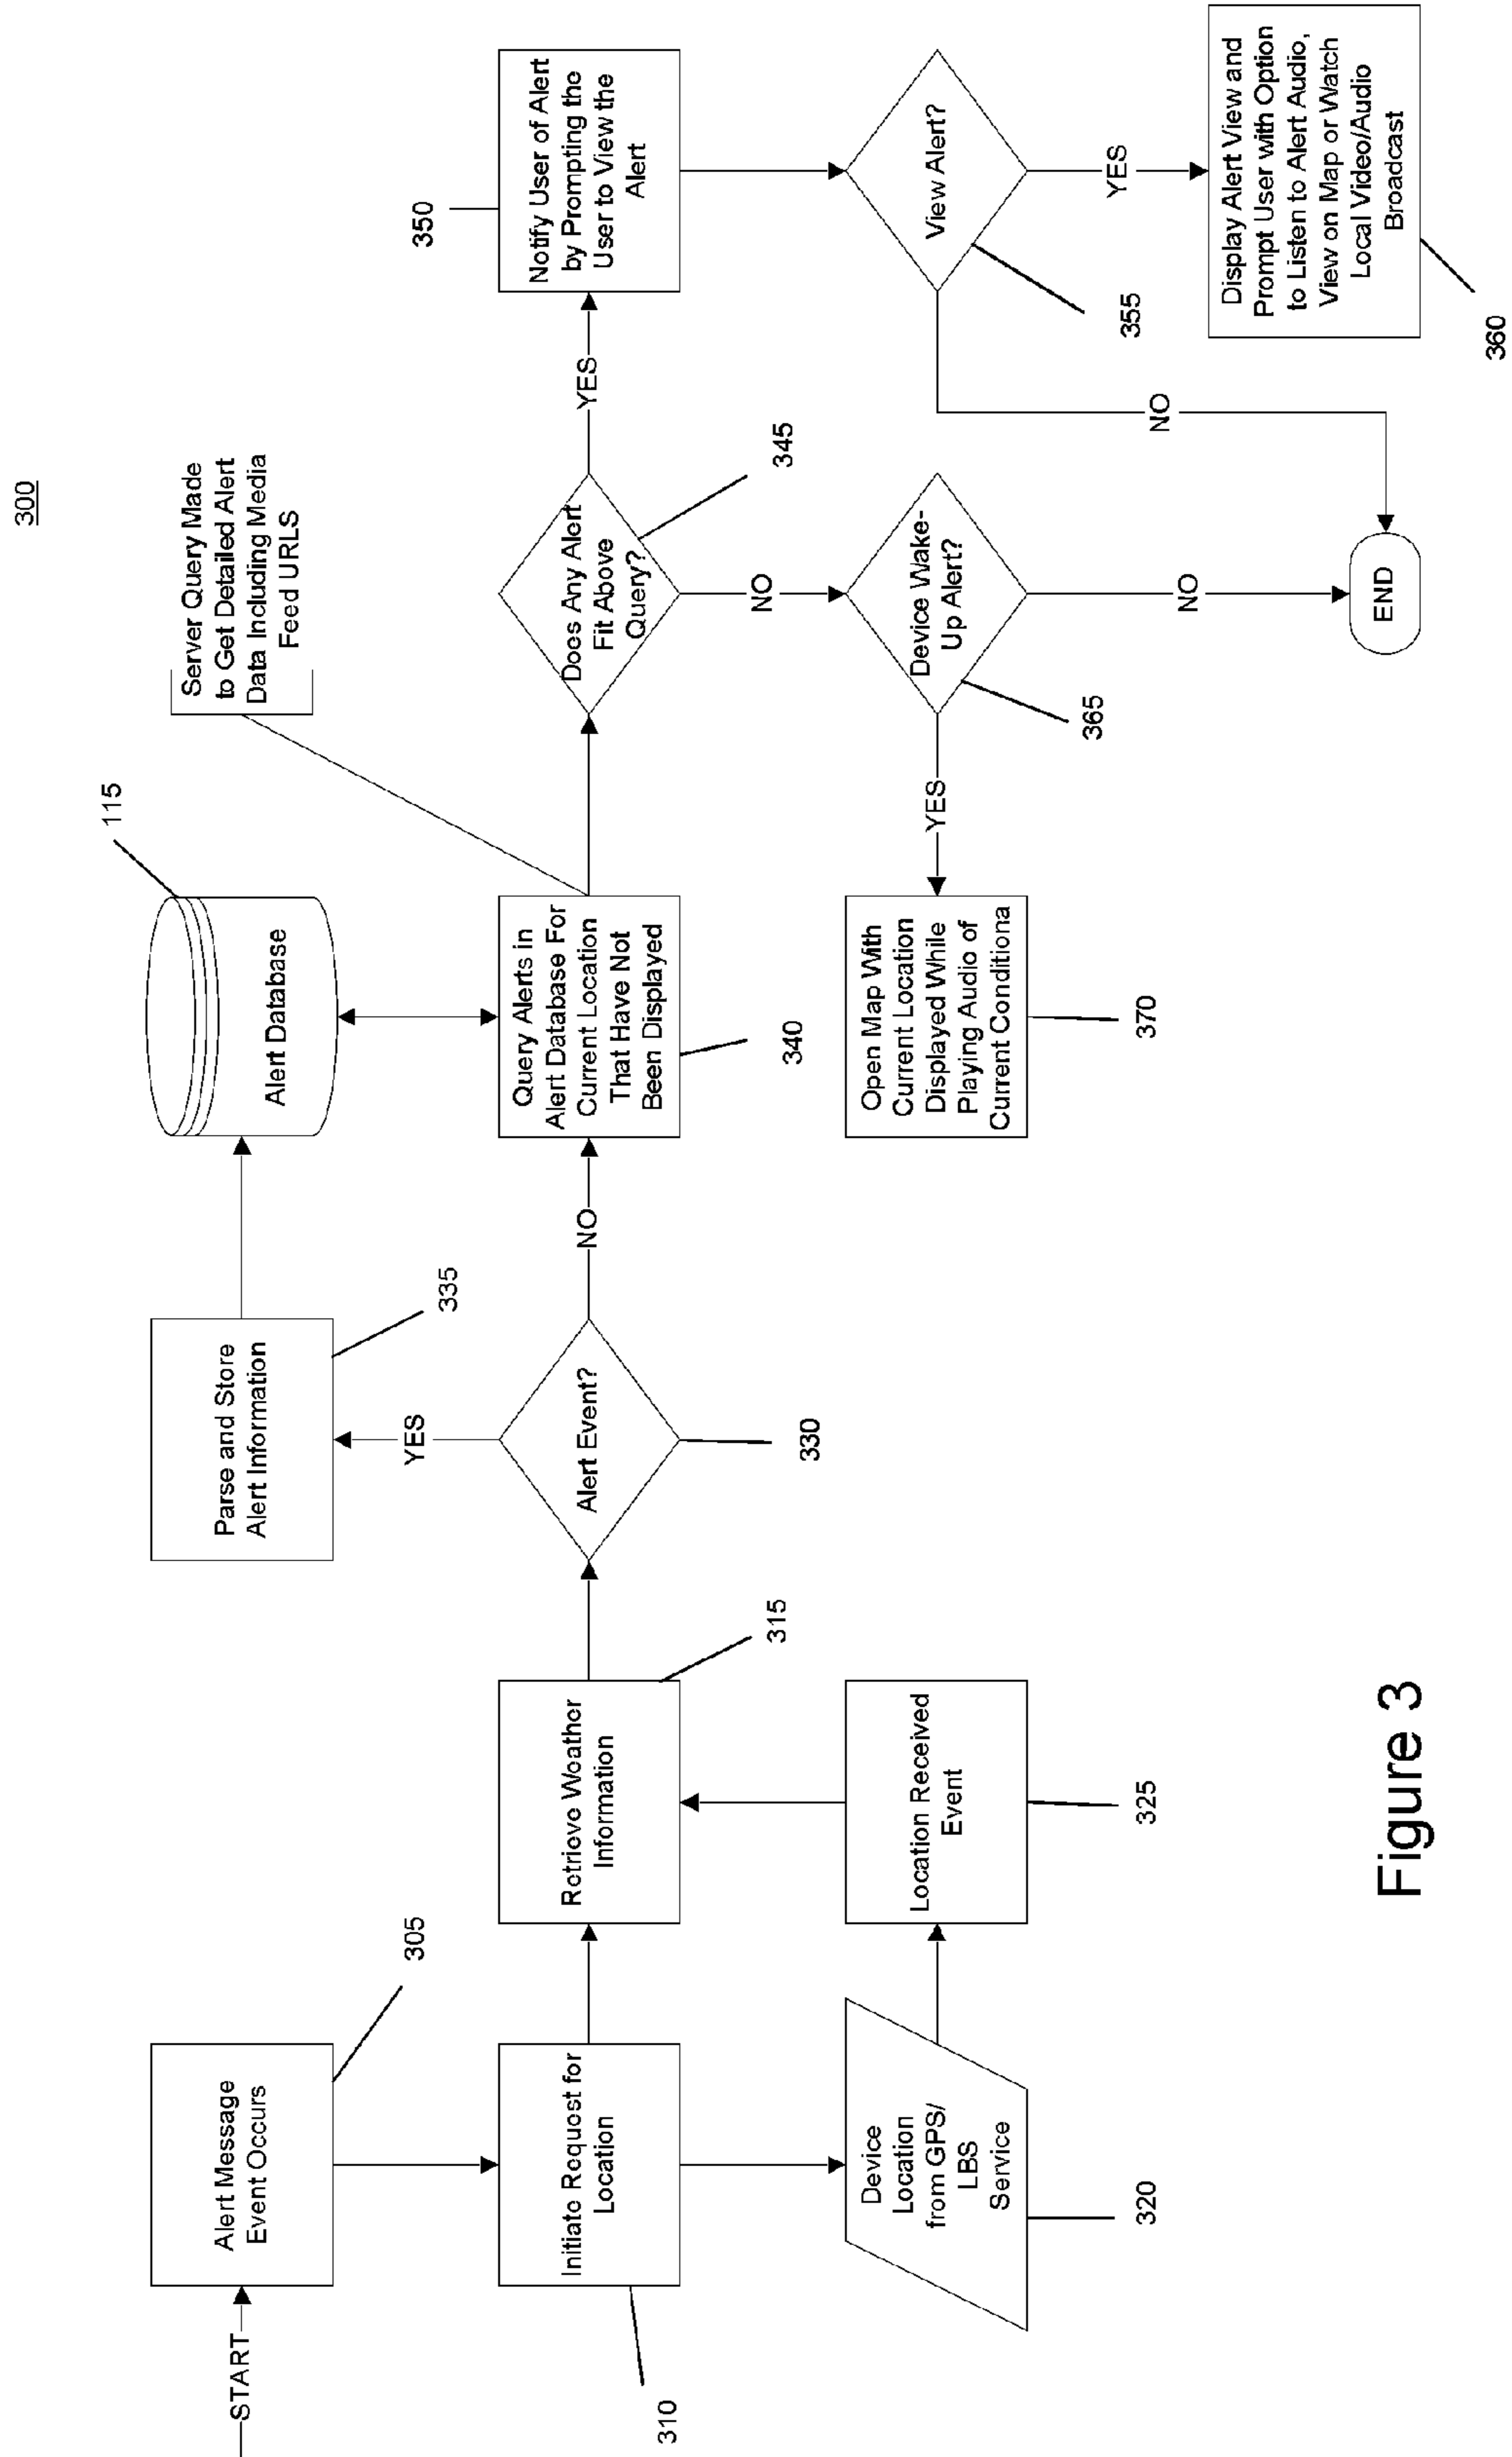 300
START
Alert Message
Event Occurs
305
Initiate Request for
Location
310
Device
Location
from GPS/
LBS
Service
320
Location Received
Event
325
Retrieve Weather
Information
315
Alert Event?
330
YES
Parse and Store
Alert Information
335
Alert Database
115
NO
Query Alerts in
Alert Database For
Current Location
That Have Not
Been Displayed
340
Server Query Made
to Get Detailed Alert
Data Including Media
Feed URLS
Does Any Alert
Fit Above
Query?
345
YES
Notify User of Alert
by Prompting the
User to View the
Alert
350
View Alert?
355
YES
Display Alert View and
Prompt User with Option
to Listen to Alert Audio,
View on Map or Watch
Local Video/Audio
Broadcast
360
NO
NO
Device Wake-
Up Alert?
365
YES
Open Map With
Current Location
Displayed While
Playing Audio of
Current Conditiona
370
NO
END
Figure 3